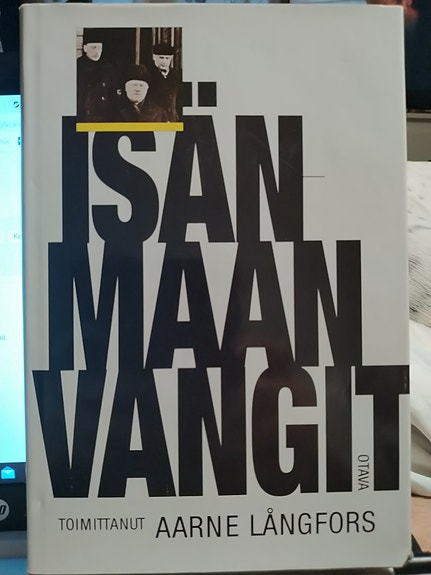 ISÄN-
MAAN
VANGIT
OTAVA
TOIMITTANUT AARNE LÅNGFORS